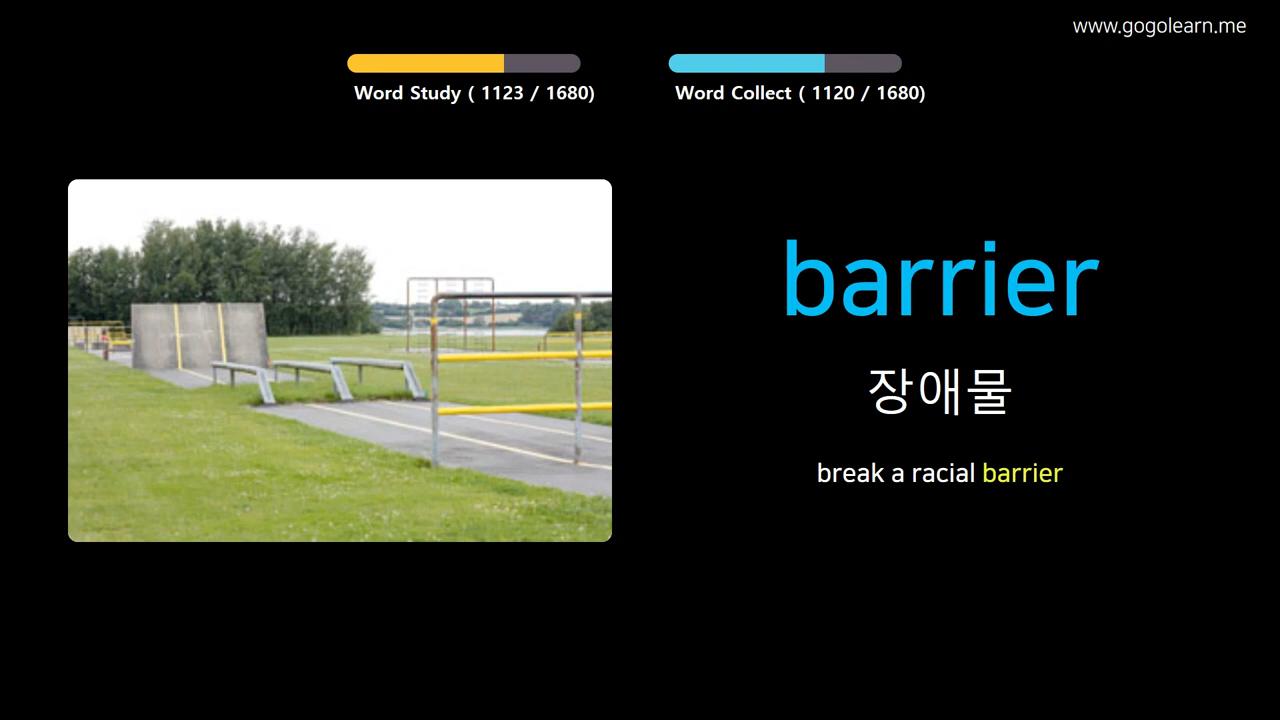 www.gogolearn.me
Word Study ( 1123 / 1680)
Word Collect ( 1120 / 1680)
barrier
장애물
break a racial barrier